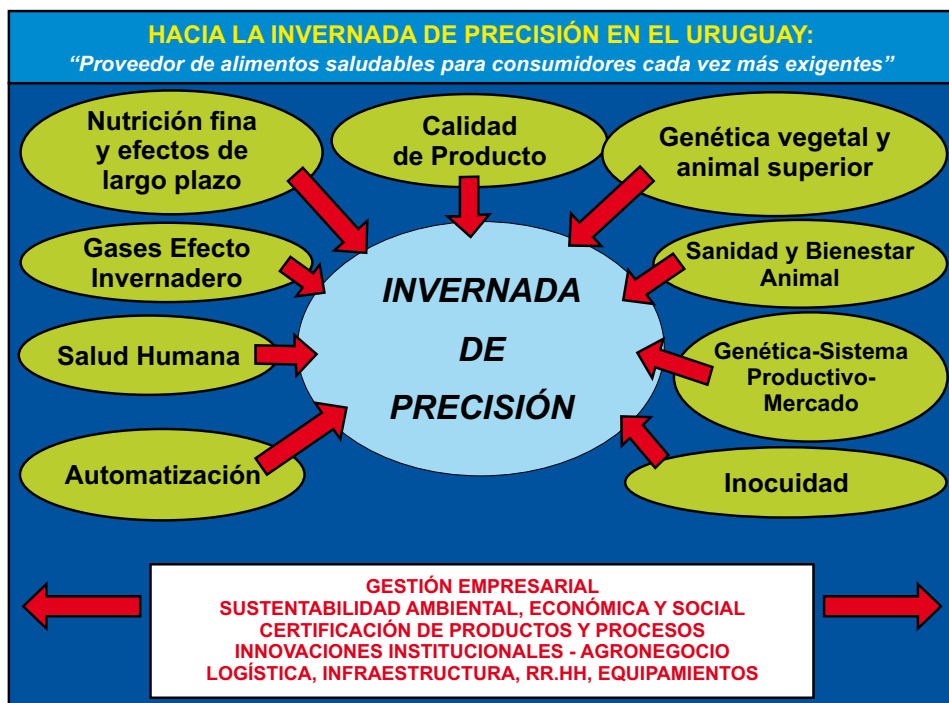 HACIA LA INVERNADA DE PRECISIÓN EN EL URUGUAY:
“Proveedor de alimentos saludables para consumidores cada vez más exigentes”
Nutrición fina
y efectos de
largo plazo
Calidad
de Producto
Genética vegetal y
animal superior
Gases Efecto
Invernadero
Sanidad y Bienestar
Animal
Salud Humana
Genética-Sistema
Productivo-
Mercado
Automatización
Inocuidad
INVERNADA
DE
PRECISIÓN
GESTIÓN EMPRESARIAL
SUSTENTABILIDAD AMBIENTAL, ECONÓMICA Y SOCIAL
CERTIFICACIÓN DE PRODUCTOS Y PROCESOS
INNOVACIONES INSTITUCIONALES - AGRONEGOCIO
LOGÍSTICA, INFRAESTRUCTURA, RR.HH, EQUIPAMIENTOS